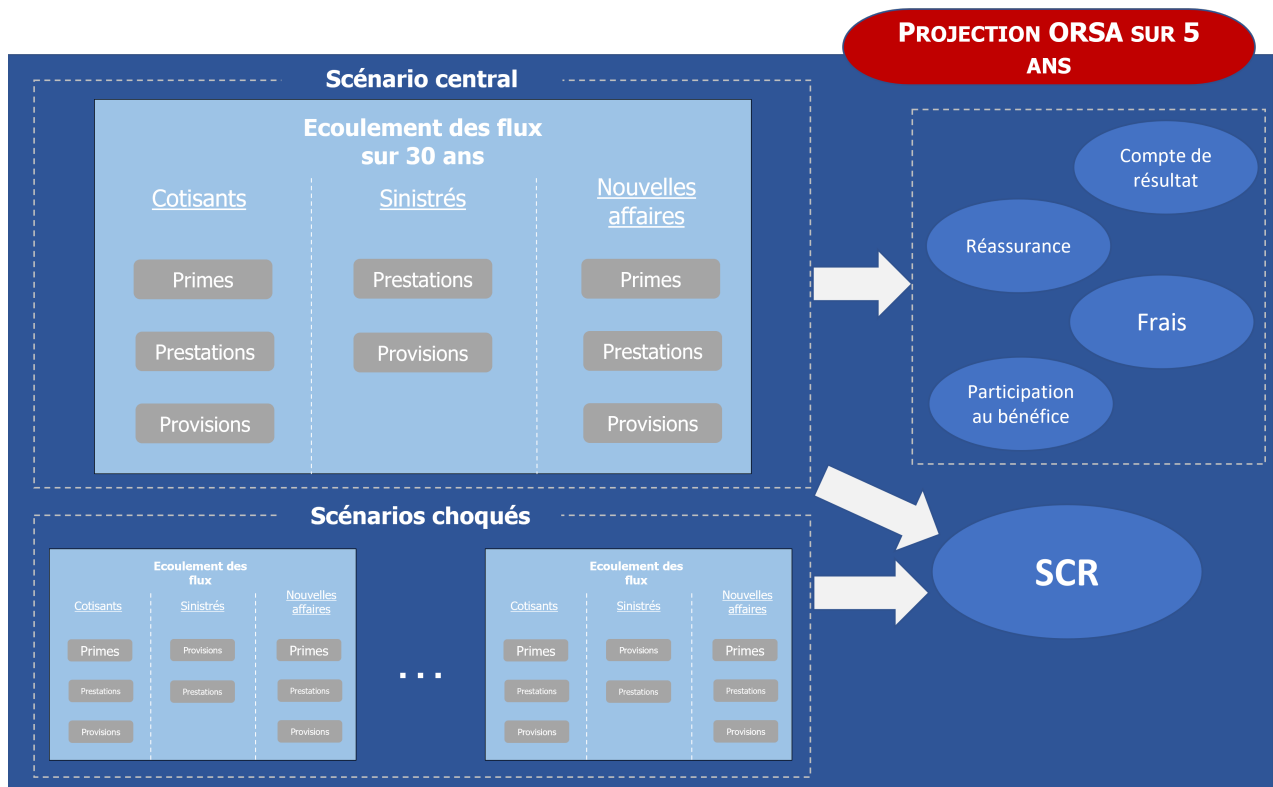 PROJECTION ORSA SUR 5
ANS
Scénario central
Ecoulement des flux
sur 30 ans
Cotisants
Sinistrés
Nouvelles
affaires
Primes
Prestations
Primes
Prestations
Provisions
Prestations
Provisions
Provisions
Compte de
résultat
Réassurance
Frais
Participation
au bénéfice
Scénarios choqués
Ecoulement des
flux
Cotisants
Sinistrés
Nouvelles
affaires
Primes
Provisions
Primes
Prestations
Prestations
Prestations
Provisions
Provisions
. . .
Ecoulement des
flux
Cotisants
Sinistrés
Nouvelles
affaires
Primes
Provisions
Primes
Prestations
Prestations
Prestations
Provisions
Provisions
SCR